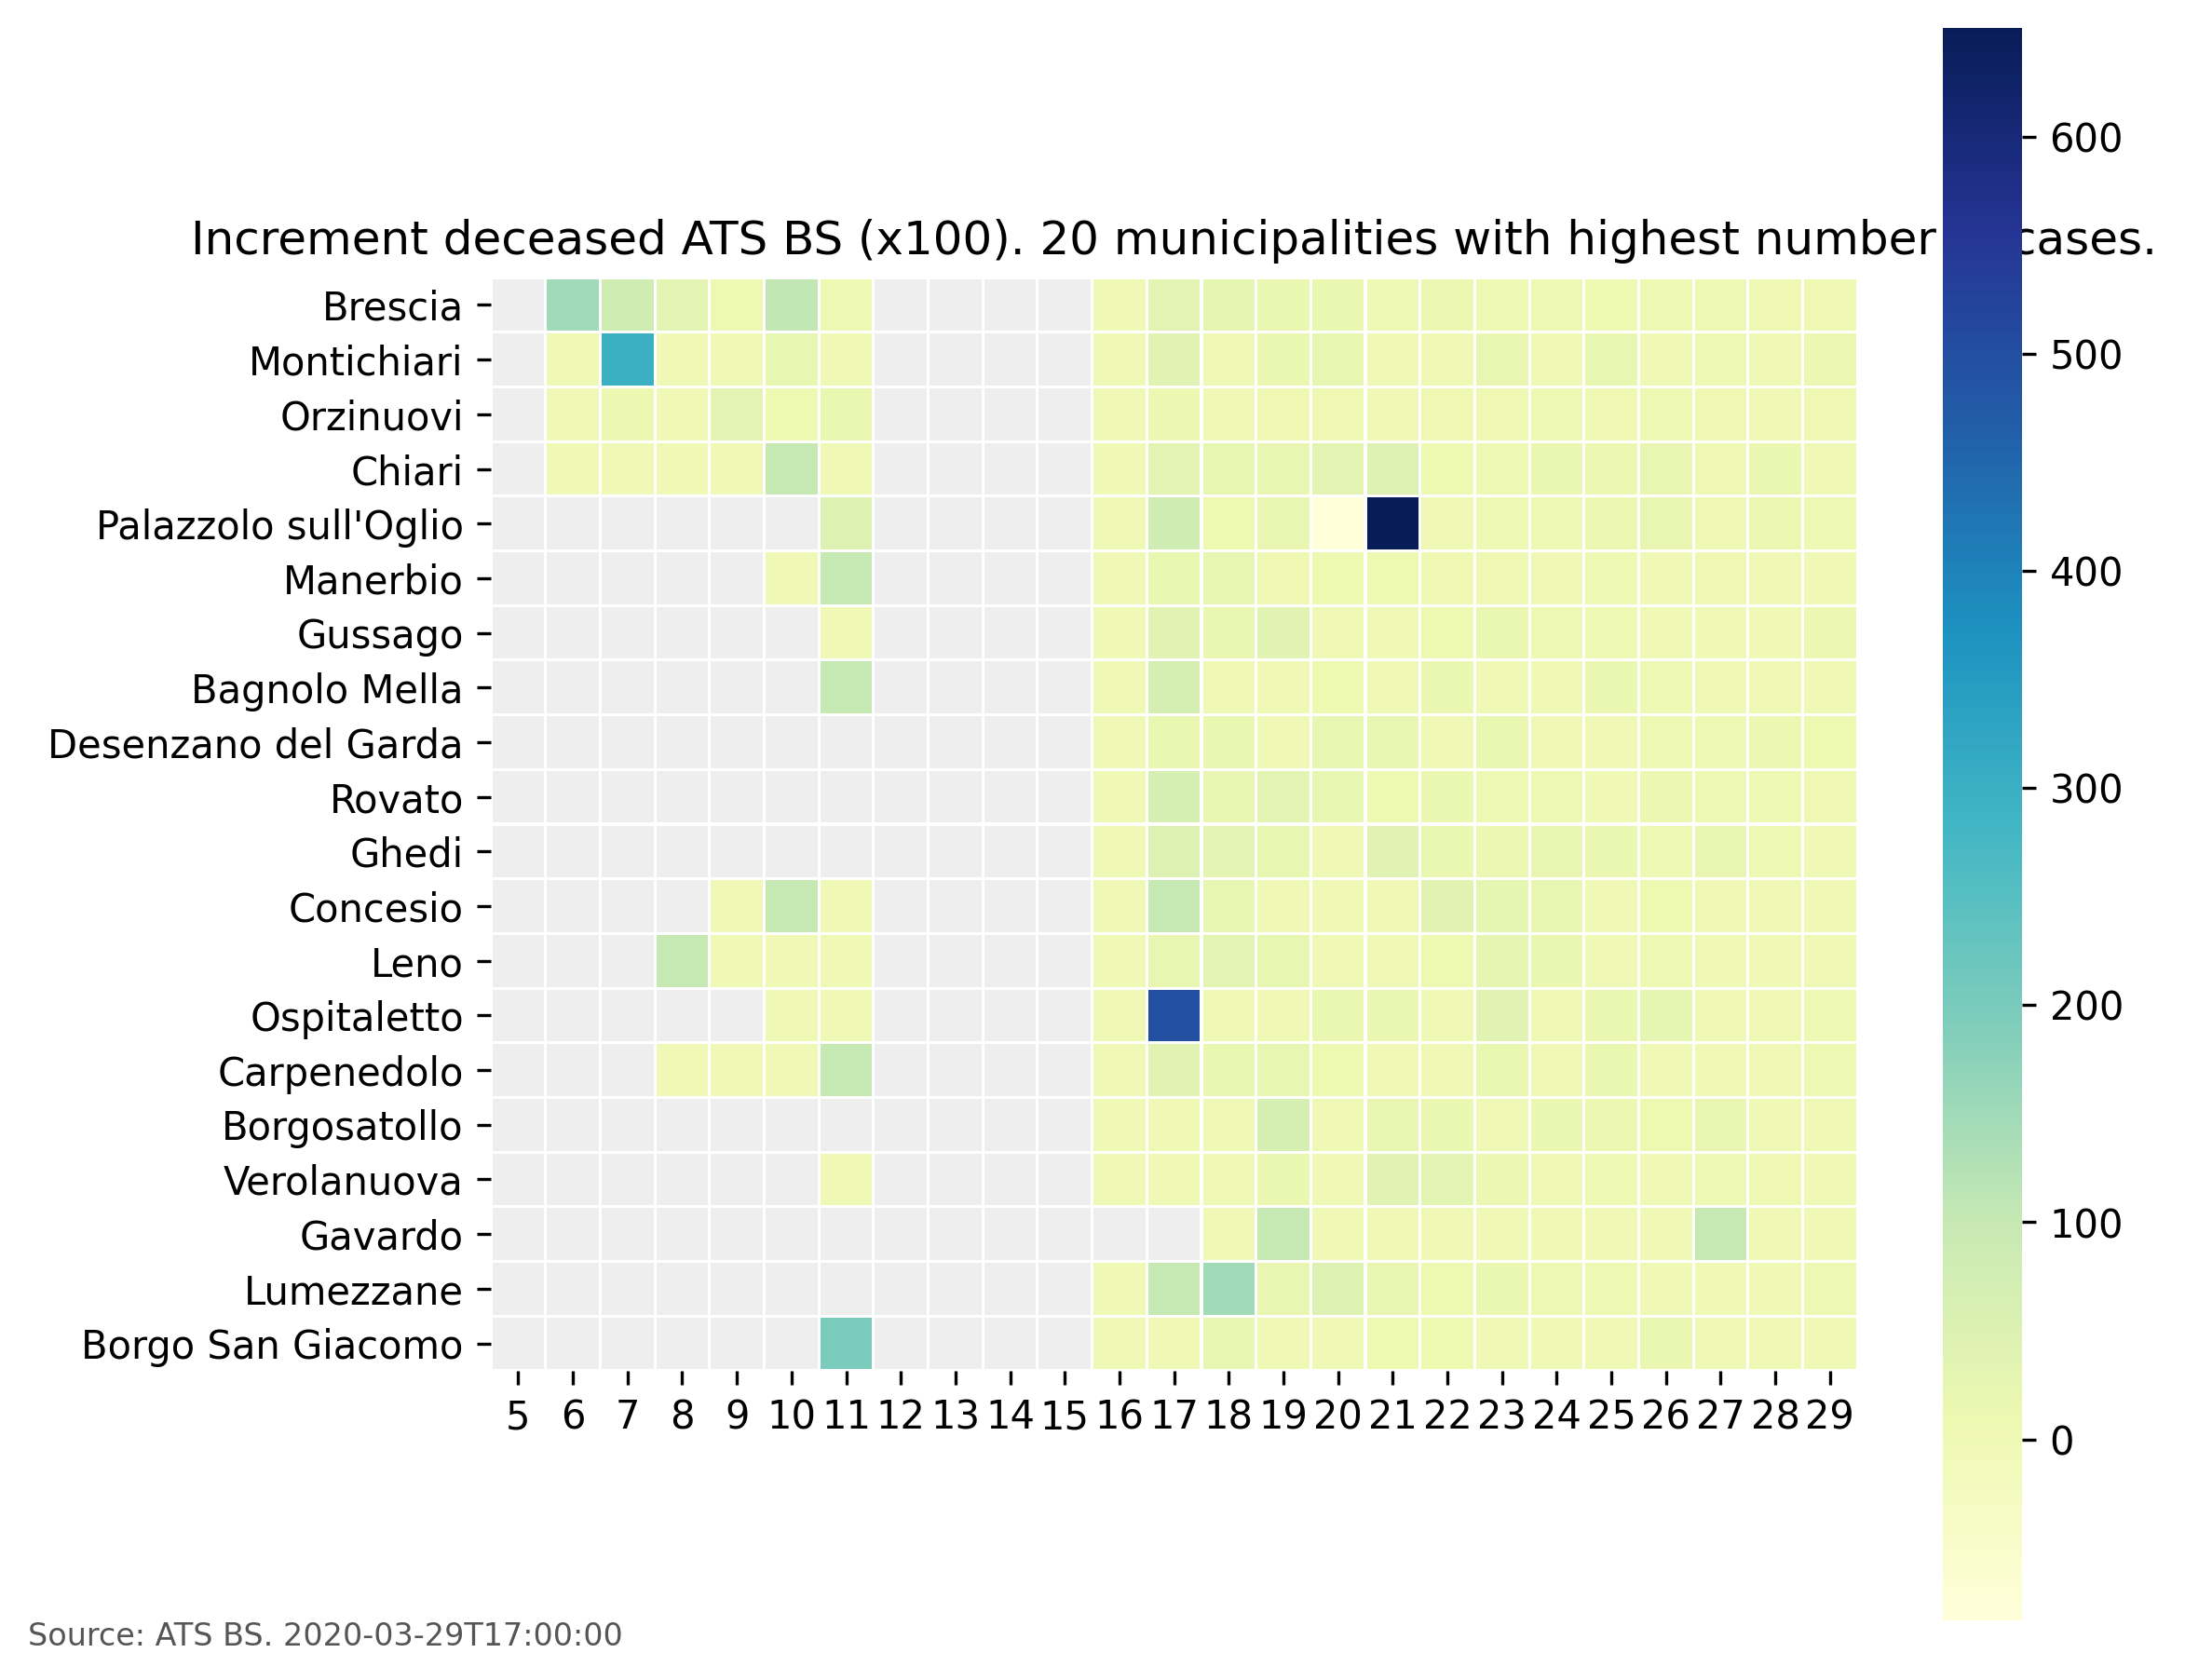 Increment deceased ATS BS (x100). 20 municipalities with highest number cases.
600
500
400
300
200
100
0
Brescia
Montichiari
Orzinuovi
Chiari
Palazzolo sull'Oglio
Manerbio
Gussago
Bagnolo Mella
Desenzano del Garda
Rovato
Ghedi
Concesio
Leno
Ospitaletto
Carpenedolo
Borgosatollo
Verolanuova
Gavardo
Lumezzane
Borgo San Giacomo
5 6 7 8 9 10 11 12 13 14 15 16 17 18 19 20 21 22 23 24 25 26 27 28 29
Source: ATS BS. 2020-03-29T17:00:00